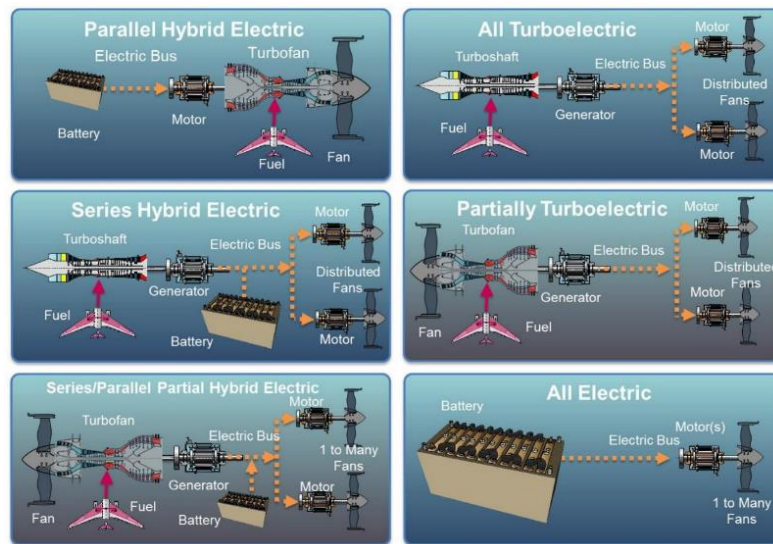 Parallel Hybrid Electric
Electric Bus
Turbofan
Battery
Motor
Fuel
Fan
All Turboelectric
Motor
Turboshaft
Electric Bus
Distributed
Fans
Fuel
Generator
Motor
Series Hybrid Electric
Motor
Turboshaft
Electric Bus
Generator
Distributed
Fans
Fuel
Battery
Motor
Partially Turboelectric
Turbofan
Motor
Electric Bus
Distributed
Fans
Generator
Motor
Fan
Fuel
Series/Parallel Partial Hybrid Electric
Motor
Turbofan
Electric Bus
1 to Many
Fans
Generator
Motor
Fan
Fuel
Battery
All Electric
Battery
Motor(s)
Electric Bus
1 to Many
Fans